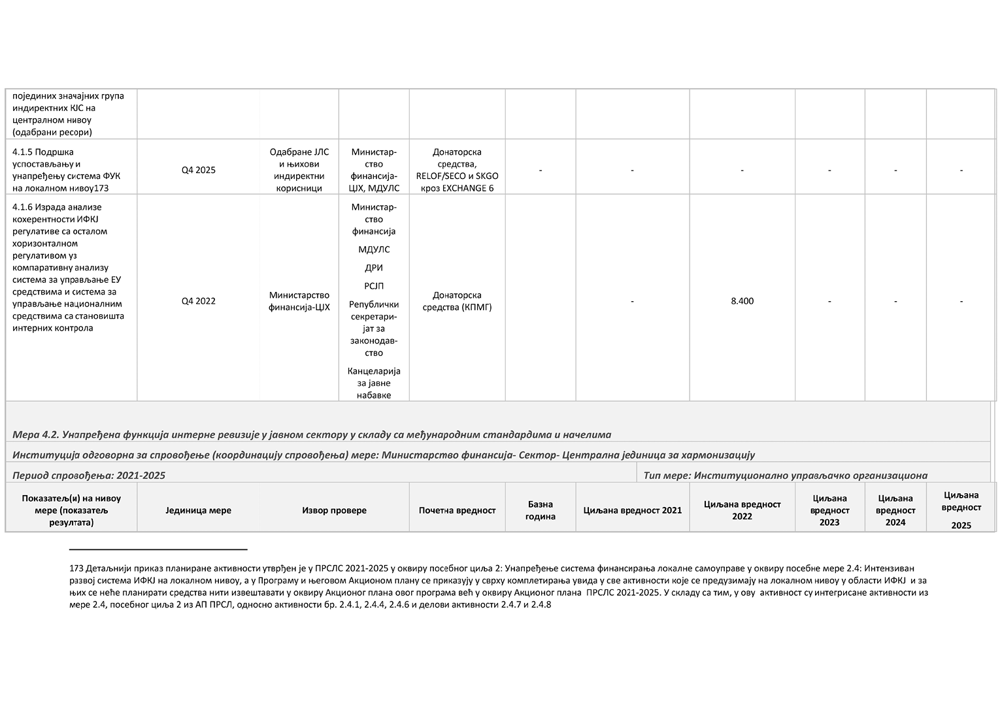 појединих значајних група
индиректних КЈС на
централном нивоу
(одабрани ресори)
4.1.5 Подршка
успостављању и
унапређењу система ФУК
на локалном нивоу173
Q4 2025
Одабране ЈЛС
и њихови
индиректни
корисници
Министар-
ство
финансија-
ЦЈХ, МДУЛС
Донаторска
средства,
RELOF/SECO и SKGO
кроз EXCHANGE 6
-
-
-
-
-
-
4.1.6 Израда анализе
кохерентности ИФКЈ
регулативе са осталом
хоризонталном
регулативом уз
компаративну анализу
система за управљање ЕУ
средствима и система за
управљање националним
средствима са становишта
интерних контрола
Q4 2022
Министарство
финансија-ЦЈХ
Министар-
ство
финансија
МДУЛС
ДРИ
РСЈП
Републички
секретари-
јат за
законодав-
ство
Канцеларија
за јавне
набавке
Донаторска
средства (КПМГ)
-
8.400
-
-
-
Мера 4.2. Унапређена функција интерне ревизије у јавном сектору у складу са међународним стандардима и начелима
Институција одговорна за спровођење (координацију спровођења) мере: Министарство финансија- Сектор- Централна јединица за хармонизацију
Период спровођења: 2021-2025
Тип мере: Институционално управљачко организациона
Показатељ(и) на нивоу
мере (показатељ
резултата)
Јединица мере
Извор провере
Почетна вредност
Базна
година
Циљана вредност 2021
Циљана вредност
2022
Циљана
вредност
2023
Циљана
вредност
2024
Циљана
вредност
2025
173 Детаљнији приказ планиране активности утврђен је у ПРСЛС 2021-2025 у оквиру посебног циља 2: Унапређење система финансирања локалне самоуправе у оквиру посебне мере 2.4: Интензиван
развој система ИФКЈ на локалном нивоу, а у Програму и његовом Акционом плану се приказују у сврху комплетирања увида у све активности које се предузимају на локалном нивоу у области ИФКЈ и за
њих се неће планирати средства нити извештавати у оквиру Акционог плана овог програма већ у оквиру Акционог плана ПРСЛС 2021-2025. У складу са тим, у ову активност су интегрисане активности из
мере 2.4, посебног циља 2 из АП ПРСЛ, односно активности бр. 2.4.1, 2.4.4, 2.4.6 и делови активности 2.4.7 и 2.4.8